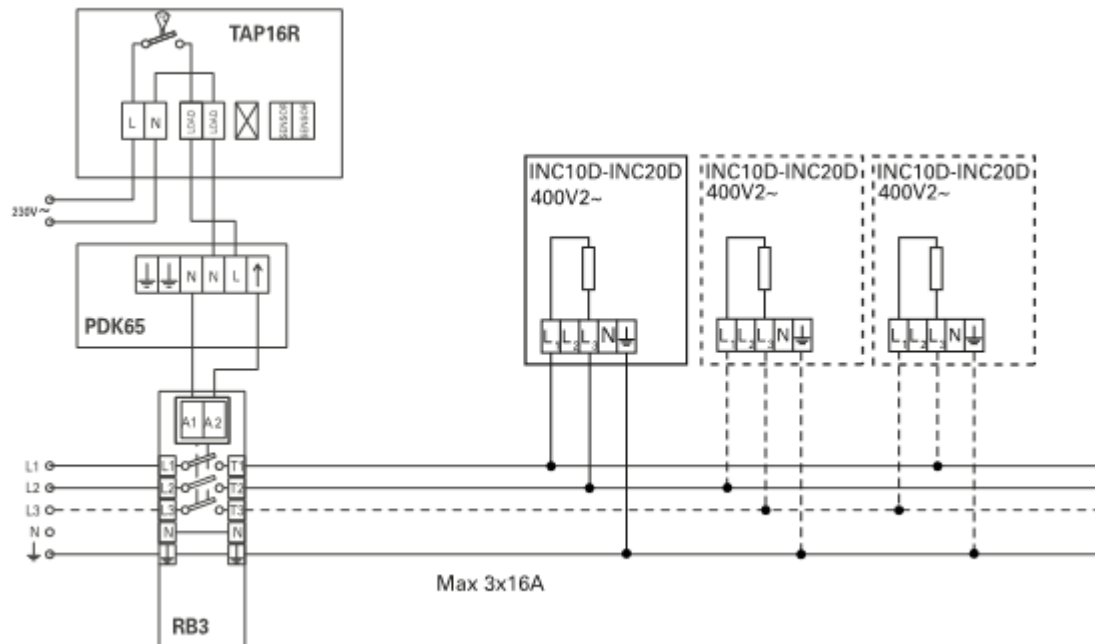 TAP16R
L N LOAD LOAD SENSOR SENSOR
230V~
N N L
PDK65
A1 A2
L1 L1 T1
L2 L2 T2
L3 L3 T3
N N N
RB3
INC10D-INC20D
400V2~
L1 L2 L3 N
INC10D-INC20D
400V2~
L1 L2 L3 N
INC10D-INC20D
400V2~
L1 L2 L3 N
Max 3x16A